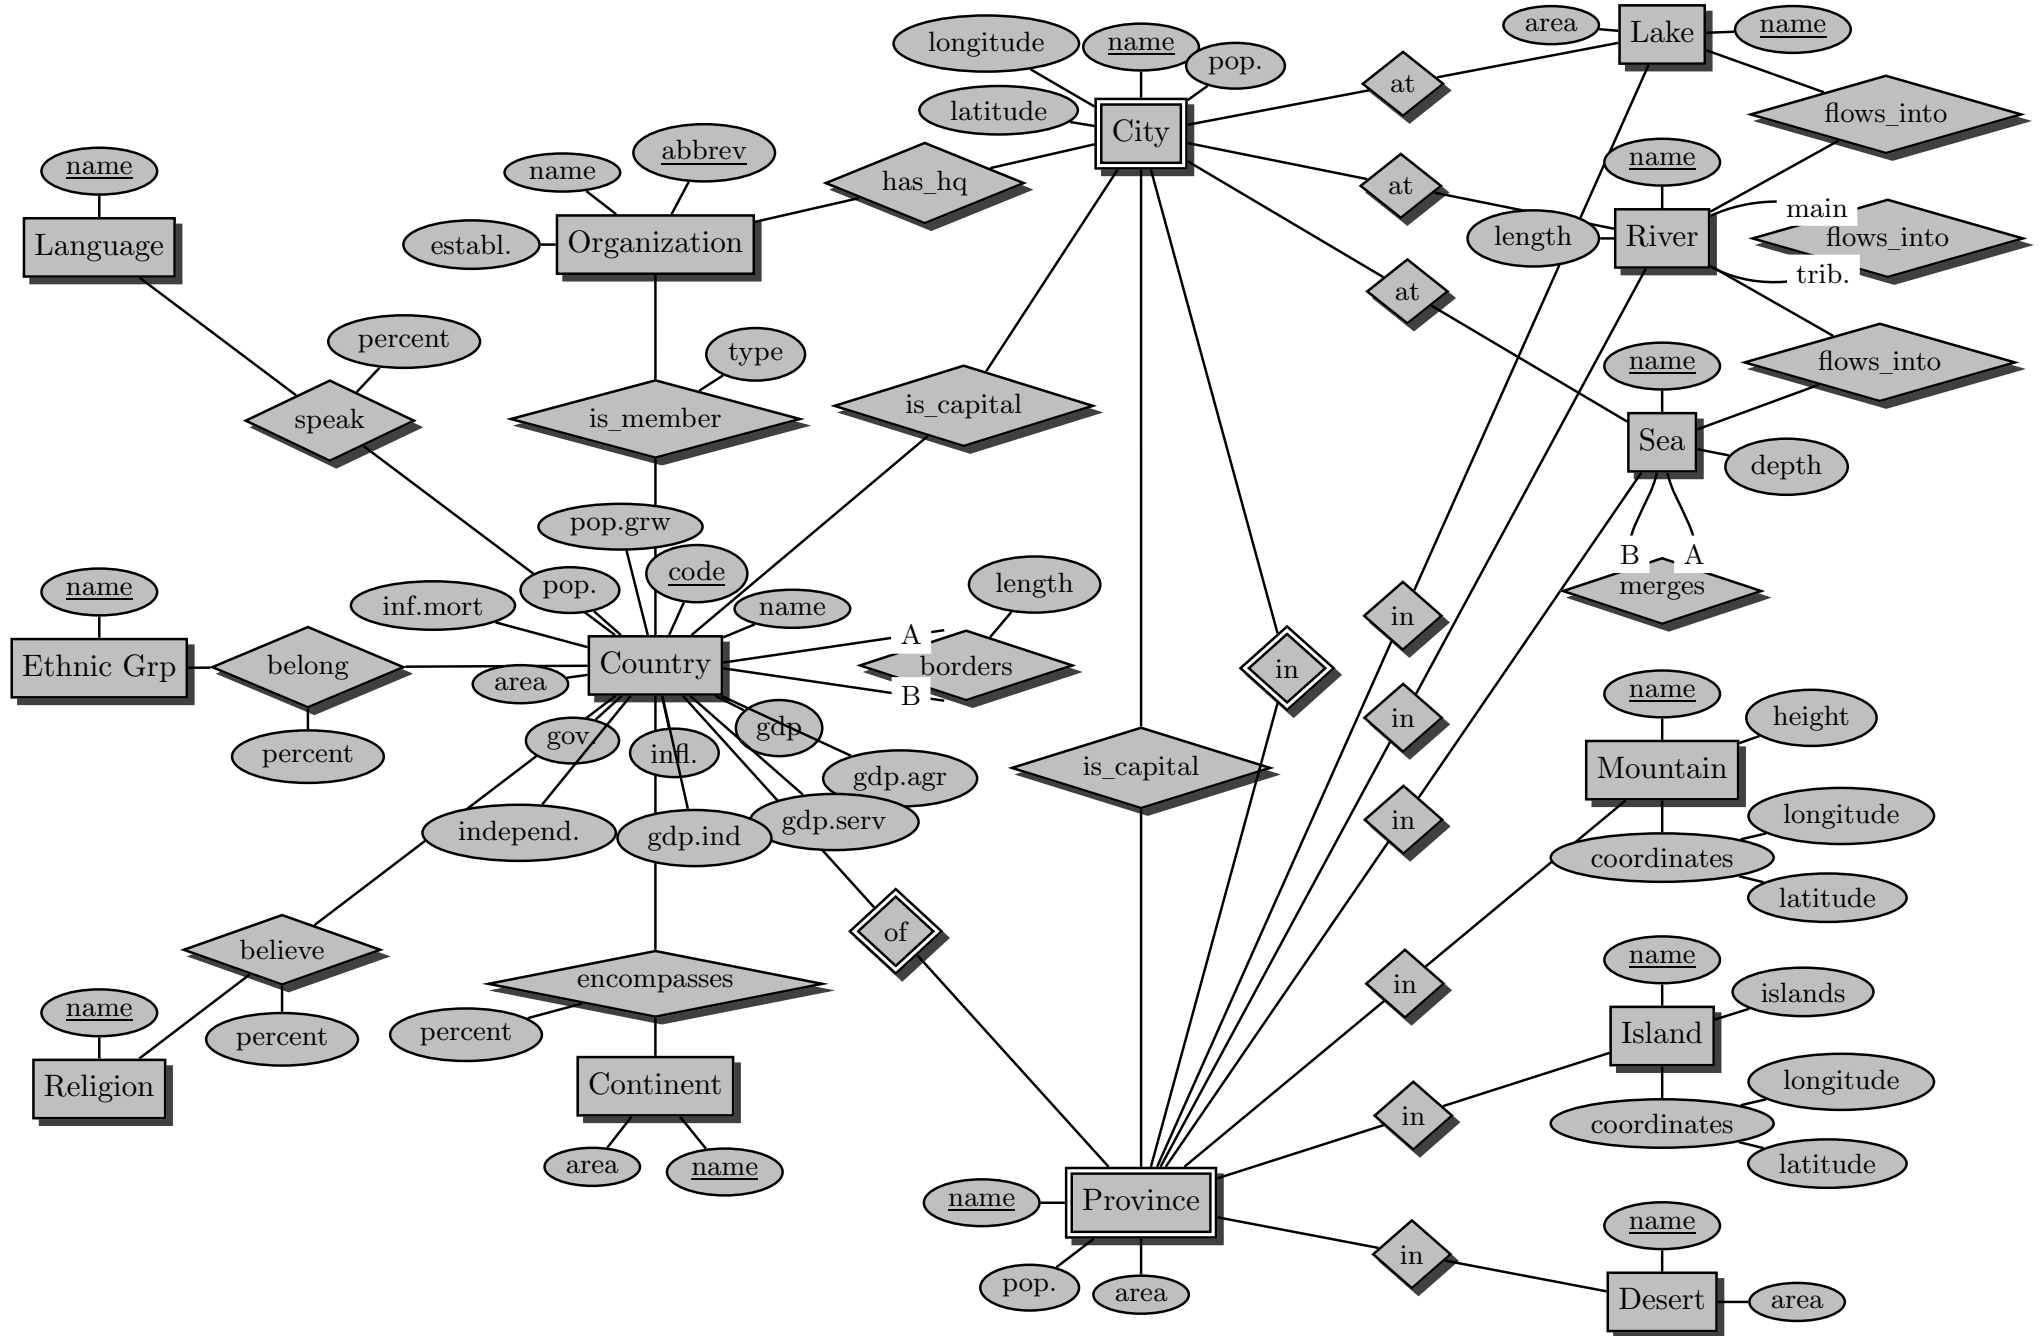 area
Lake
name
longitude
name
pop.
at
flows_into
latitude
City
name
name
abbrev
has_hq
at
name
main
Language
establ.
Organization
length
River
flows_into
trib.
at
percent
type
name
flows_into
speak
is_member
is_capital
Sea
depth
pop.grw
B
A
merges
name
inf.mort
pop.
code
name
length
in
A
Ethnic Grp
belong
area
Country
borders
B
in
name
percent
gov.
infl.
gdp
gdp.agr
in
height
is_capital
Mountain
independ.
gdp.ind
gdp.serv
in
longitude
coordinates
latitude
believe
of
name
name
percent
percent
encompasses
in
islands
Island
Religion
Continent
longitude
in
coordinates
area
name
latitude
name
Province
name
pop.
area
in
Desert
area